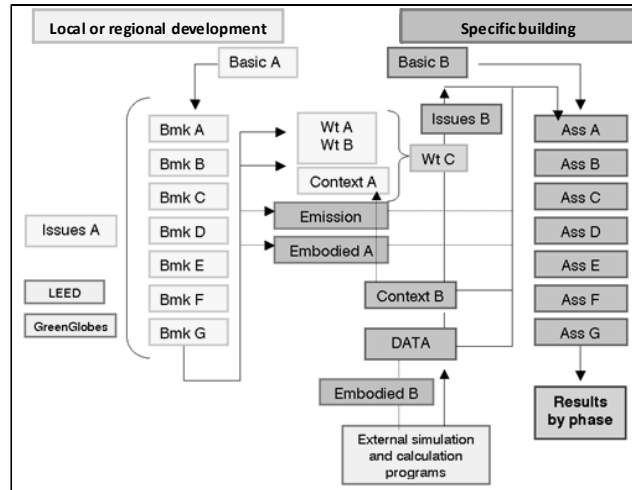 Local or regional development
Specific building
Basic A
Basic B
Issues B
Bmk A
Bmk B
Bmk C
Bmk D
Bmk E
Bmk F
Bmk G
Issues A
LEED
GreenGlobes
Wt A
Wt B
Wt C
Context A
Emission
Embodied A
Context B
DATA
Embodied B
External simulation
and calculation
programs
Ass A
Ass B
Ass C
Ass D
Ass E
Ass F
Ass G
Results
by phase